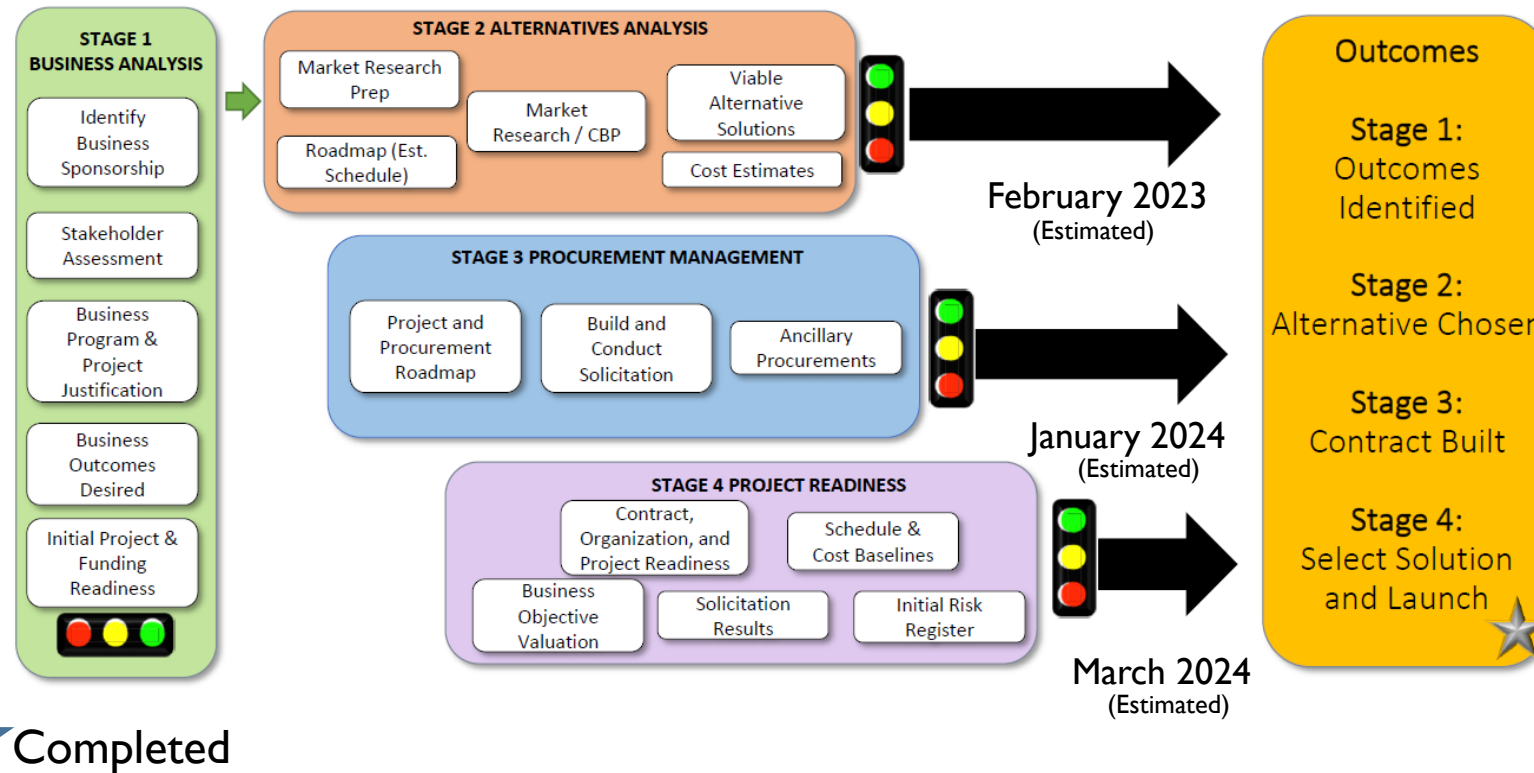 STAGE 1
BUSINESS ANALYSIS
Identify
Business
Sponsorship
Stakeholder
Assessment
Business
Program &
Project
Justification
Business
Outcomes
Desired
Initial Project &
Funding
Readiness
Completed
STAGE 2 ALTERNATIVES ANALYSIS
Market Research
Prep
Roadmap (Est.
Schedule)
Market
Research / CBP
Viable
Alternative
Solutions
Cost Estimates
February 2023
(Estimated)
STAGE 3 PROCUREMENT MANAGEMENT
Project and
Procurement
Roadmap
Build and
Conduct
Solicitation
Ancillary
Procurements
January 2024
(Estimated)
STAGE 4 PROJECT READINESS
Contract,
Organization, and
Project Readiness
Schedule &
Cost Baselines
Business
Objective
Valuation
Solicitation
Results
Initial Risk
Register
March 2024
(Estimated)
Outcomes
Stage 1:
Outcomes
Identified
Stage 2:
Alternative Chosen
Stage 3:
Contract Built
Stage 4:
Select Solution
and Launch